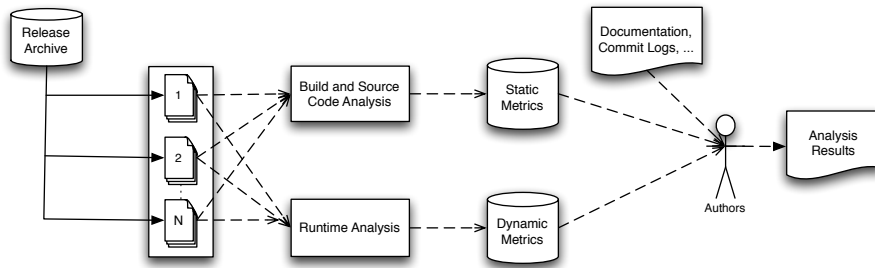 Release
Archive
1
2
N
Build and Source
Code Analysis
Runtime Analysis
Static
Metrics
Dynamic
Metrics
Documentation,
Commit Logs, ...
Authors
Analysis
Results